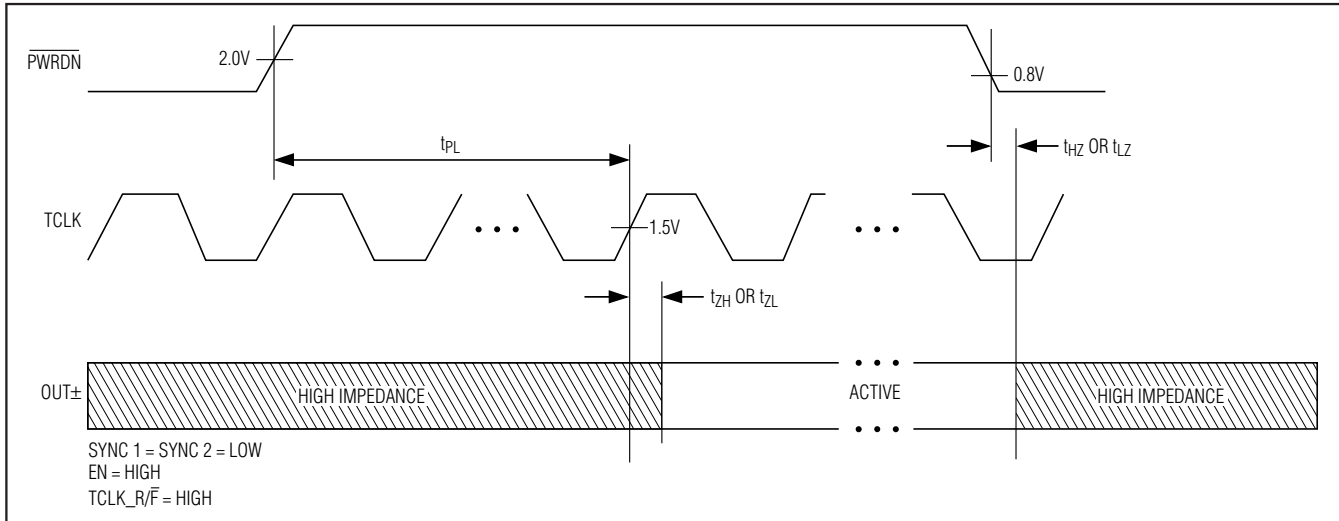 PWRDN
2.0V
0.8V
tPL
tHZ OR tLZ
TCLK
1.5V
tZH OR tZL
OUT±
HIGH IMPEDANCE
ACTIVE
HIGH IMPEDANCE
SYNC 1 = SYNC 2 = LOW
EN = HIGH
TCLK_R/F̅ = HIGH